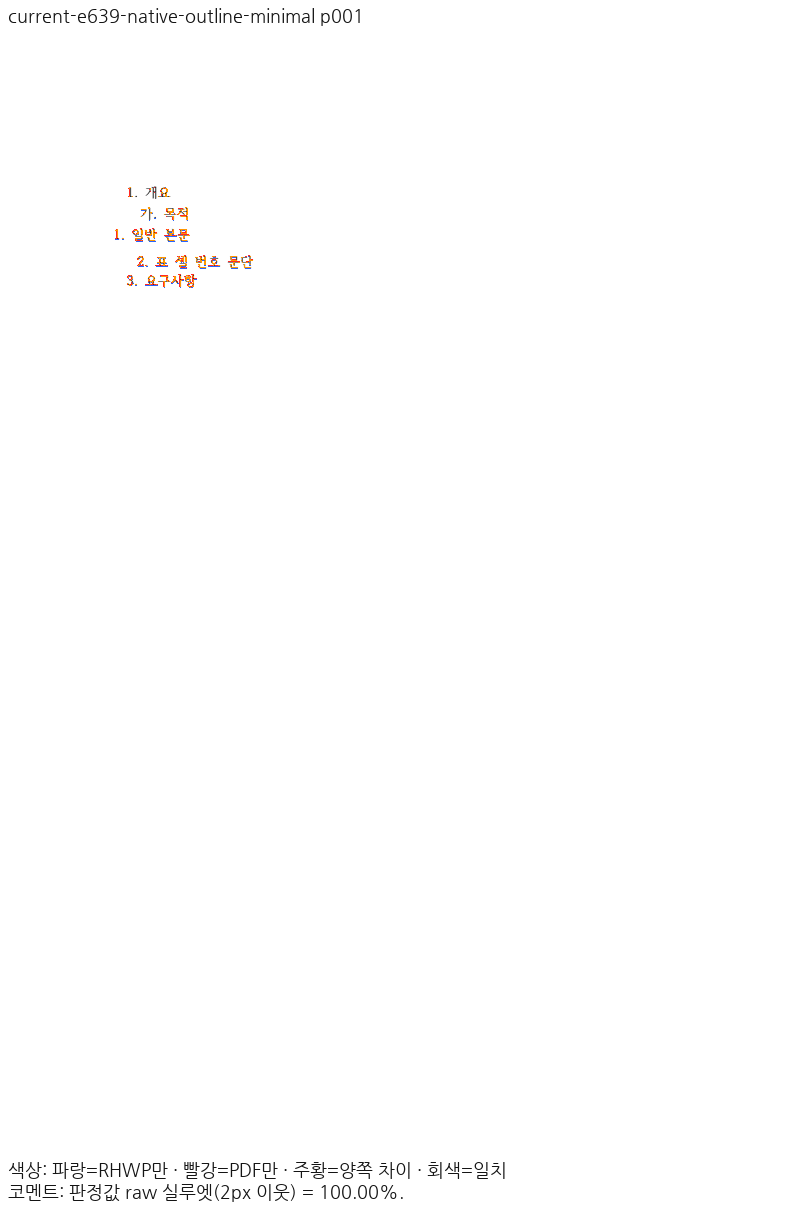 current-e639-native-outline-minimal p001
1. 개요
가. 목적
1. 일반 본문
2. 표 셀 번호 문단
3. 요구사항
색상: 파랑=RHWP만 · 빨강=PDF만 · 주황=양쪽 차이 · 회색=일치
코멘트: 판정값 raw 실루엣(2px 이웃) = 100.00%.